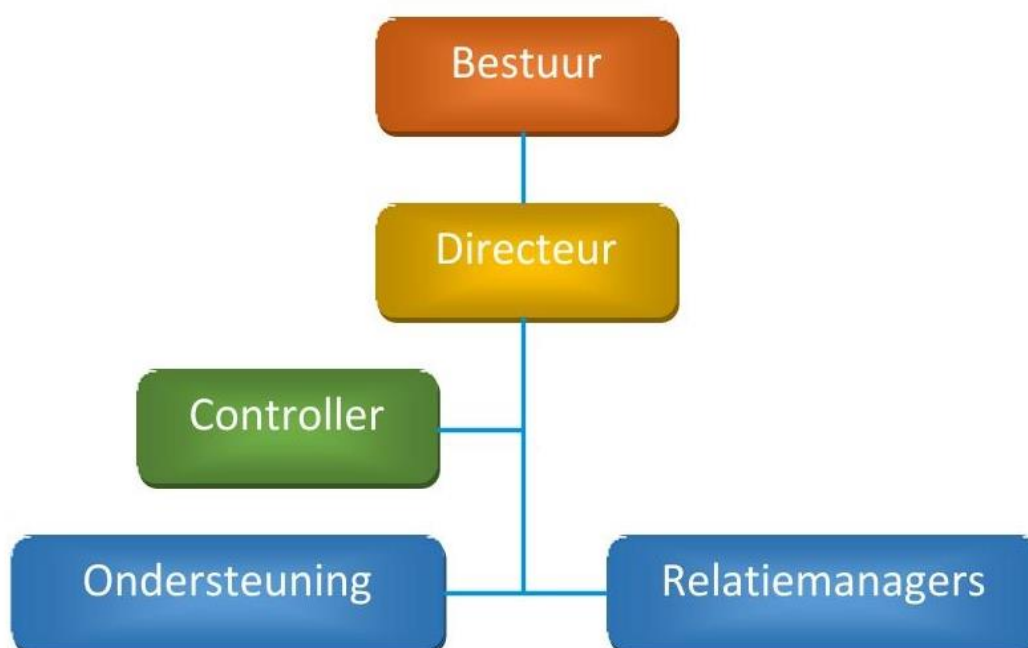 Bestuur
Directeur
Controller
Ondersteuning
Relatiemanagers